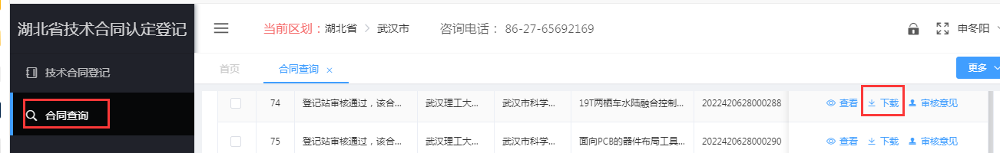 湖北省技术合同认定登记
当前区划：湖北省 > 武汉市 咨询电话： 86-27-65692169 申冬阳
技术合同登记
首页 合同查询 × 更多
合同查询
74 登记站审核通过，该合... 武汉理工大... 武汉市科学... 19T两栖车水陆融合控制... 2022420628000288 查看 下载 审核意见
75 登记站审核通过，该合... 武汉理工大... 武汉市科学... 面向PCB的器件布局工具... 2022420628000290 查看 下载 审核意见